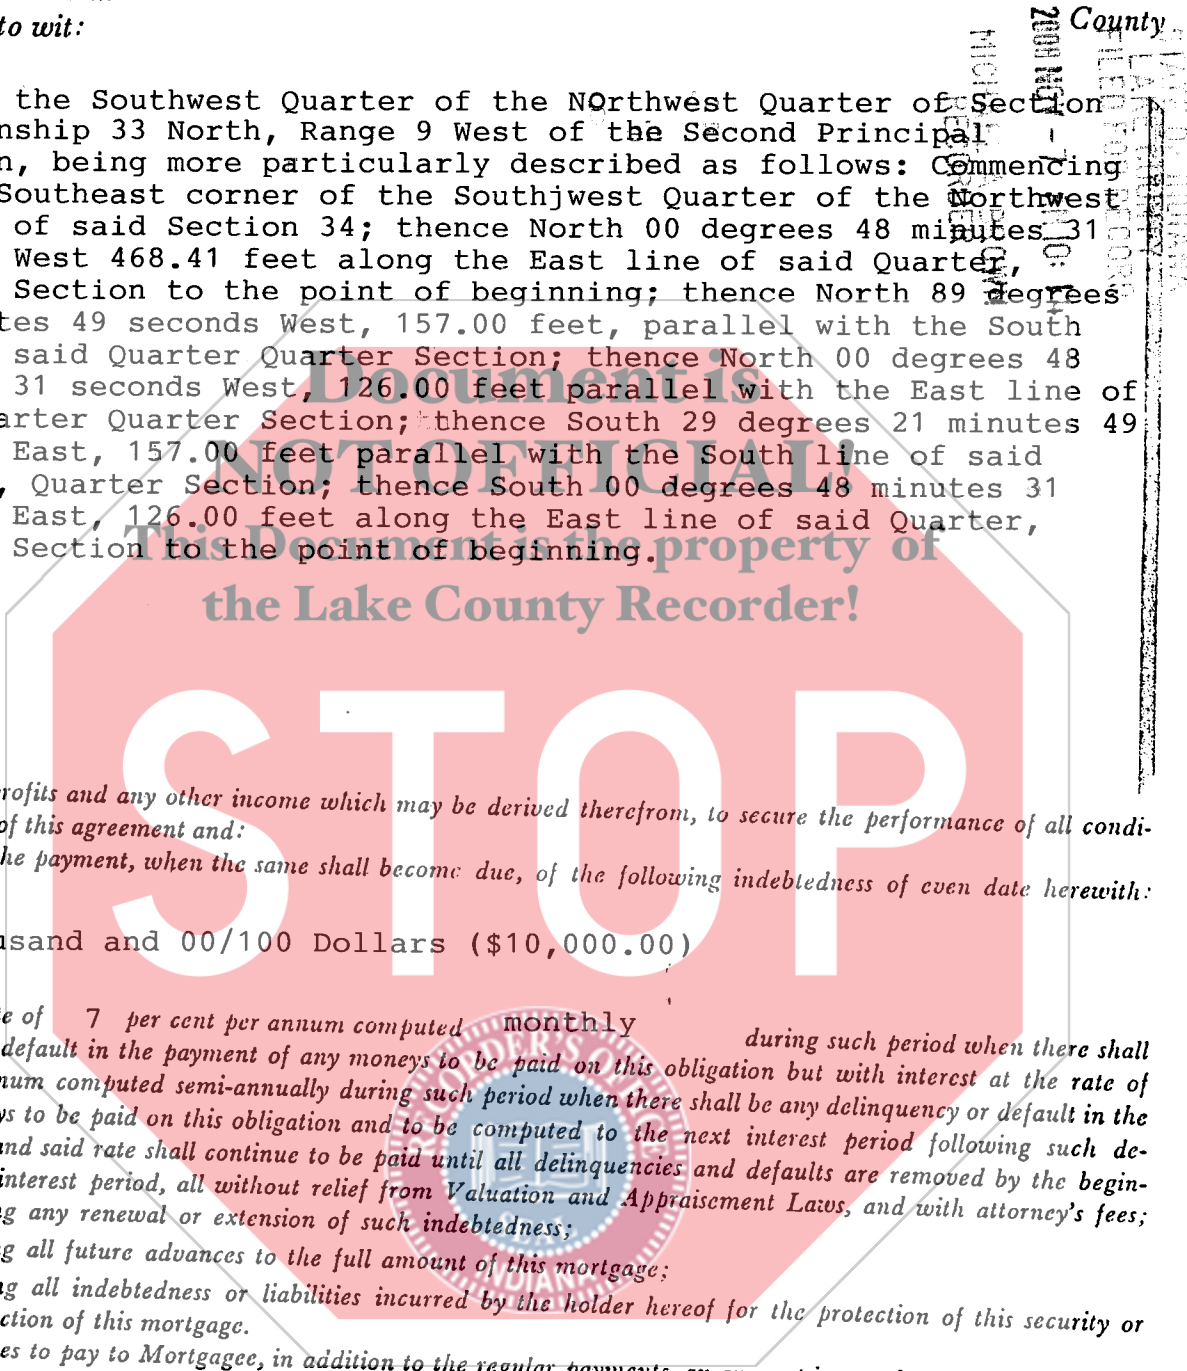 to wit:
County
the Southwest Quarter of the NOrthwest Quarter of Section
nship 33 North, Range 9 West of the Second Principal
n, being more particularly described as follows: Commencing
Southeast corner of the Southjwest Quarter of the Northwest
of said Section 34; thence North 00 degrees 48 minutes 31
West 468.41 feet along the East line of said Quarter,
Section to the point of beginning; thence North 89 degrees
tes 49 seconds West, 157.00 feet, parallel with the South
said Quarter Quarter Section; thence North 00 degrees 48
31 seconds West, 126.00 feet parallel with the East line of
arter Quarter Section; thence South 29 degrees 21 minutes 49
East, 157.00 feet parallel with the South line of said
, Quarter Section; thence South 00 degrees 48 minutes 31
East, 126.00 feet along the East line of said Quarter,
Section to the point of beginning.
Document is
NOT OFFICIAL!
This Document is the property of
the Lake County Recorder!
STOP
rofits and any other income which may be derived therefrom, to secure the performance of all condi-
of this agreement and:
he payment, when the same shall become due, of the following indebtedness of even date herewith:
usand and 00/100 Dollars ($10,000.00)
e of 7 per cent per annum computed monthly during such period when there shall
default in the payment of any moneys to be paid on this obligation but with interest at the rate of
num computed semi-annually during such period when there shall be any delinquency or default in the
ys to be paid on this obligation and to be computed to the next interest period following such de-
and said rate shall continue to be paid until all delinquencies and defaults are removed by the begin-
interest period, all without relief from Valuation and Appraisement Laws, and with attorney's fees;
g any renewal or extension of such indebtedness;
g all future advances to the full amount of this mortgage;
ng all indebtedness or liabilities incurred by the holder hereof for the protection of this security or
ction of this mortgage.
es to pay to Mortgagee, in addition to the regular payments
RECORDER'S OFFICE
SEAL
INDIANA